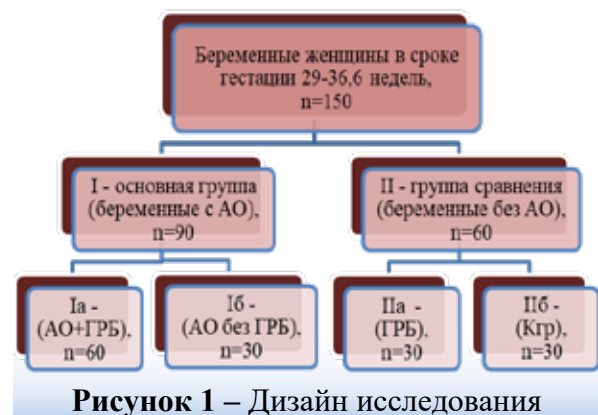 Беременные женщины в сроке
гестации 29-36,6 недель,
n=150
I - основная группа
(беременные с АО),
n=90
II - группа сравнения
(беременные без АО),
n=60
Iа -
(АО+ГРБ),
n=60
Iб -
(АО без ГРБ)
n=30
IIа -
(ГРБ),
n=30
IIб -
(Кгр),
n=30
Рисунок 1 – Дизайн исследования